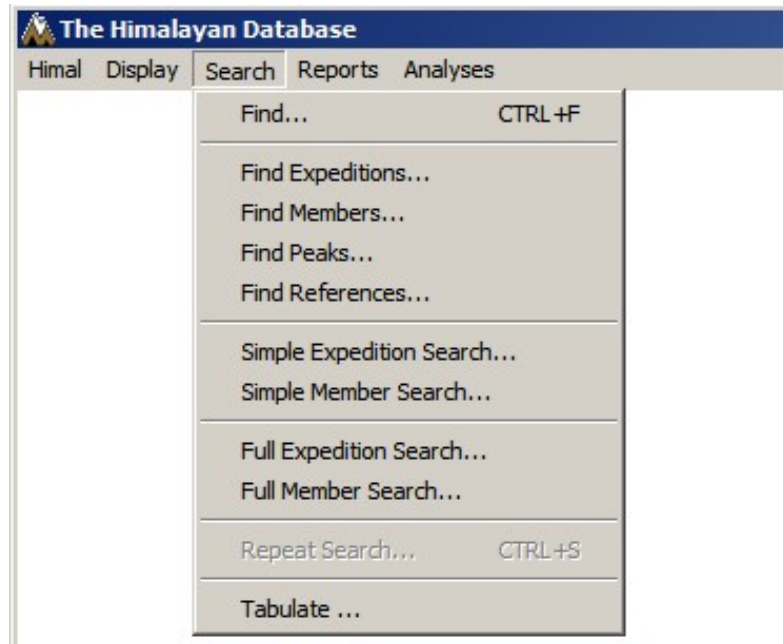 The Himalayan Database
Himal Display Search Reports Analyses
Find... CTRL+F
Find Expeditions...
Find Members...
Find Peaks...
Find References...
Simple Expedition Search...
Simple Member Search...
Full Expedition Search...
Full Member Search...
Repeat Search... CTRL+S
Tabulate ...